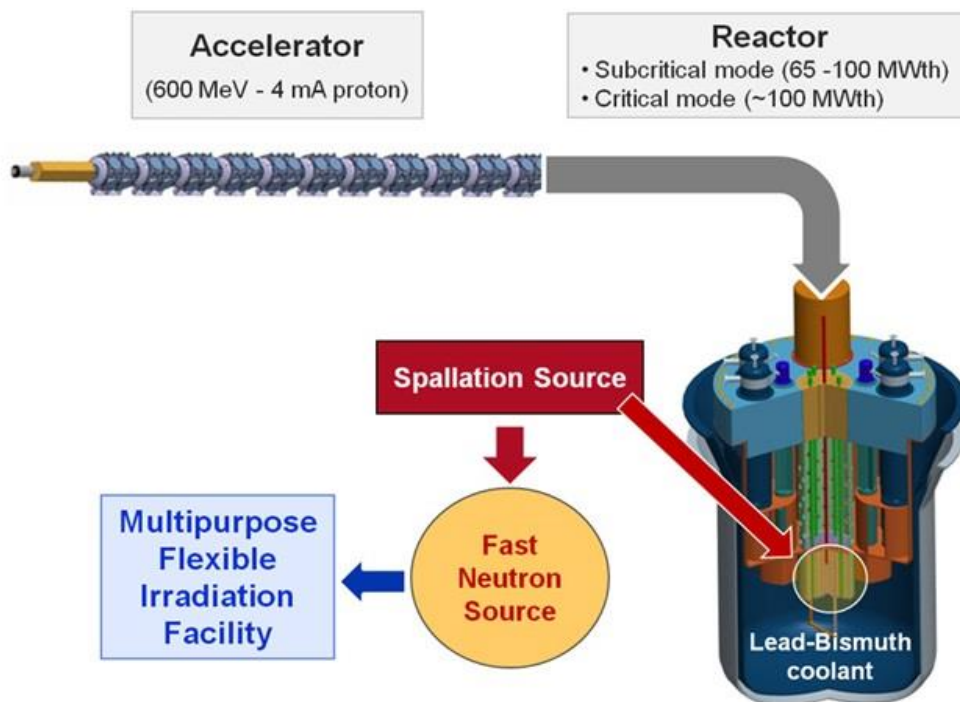 Accelerator
(600 MeV - 4 mA proton)
Reactor
• Subcritical mode (65 -100 MWth)
• Critical mode (~100 MWth)
Spallation Source
Multipurpose
Flexible
Irradiation
Facility
Fast
Neutron
Source
Lead-Bismuth
coolant